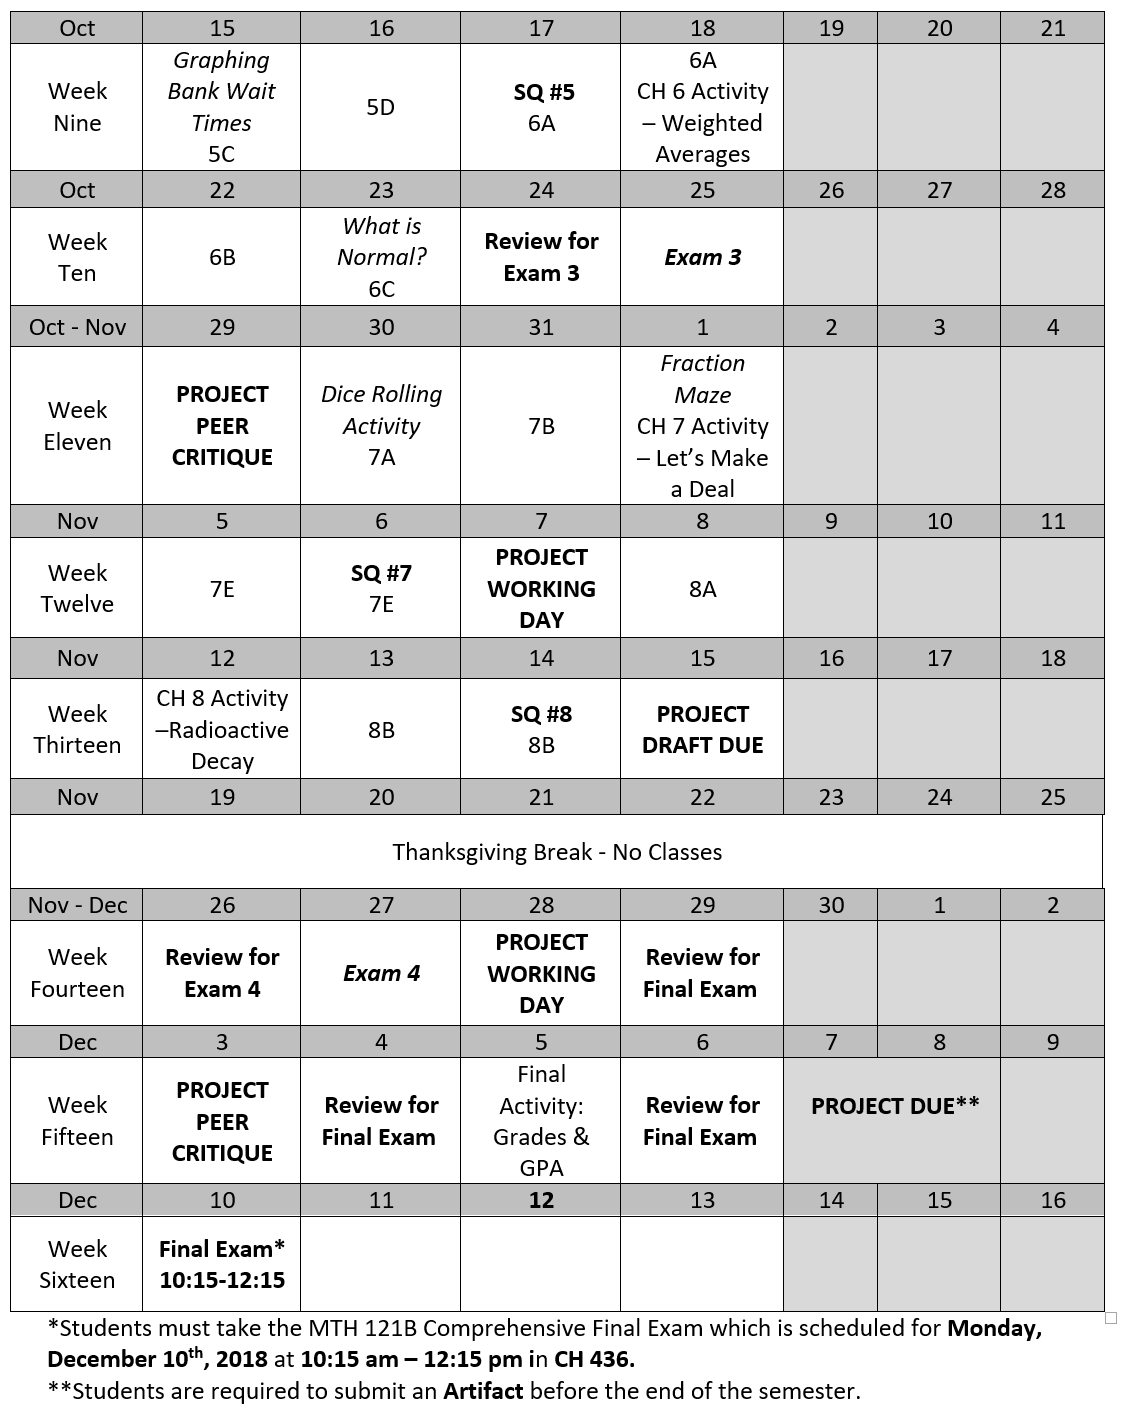 Oct 15 16 17 18 19 20 21
Week Nine
Graphing Bank Wait Times 5C
5D
SQ #5 6A
6A CH 6 Activity – Weighted Averages
Oct 22 23 24 25 26 27 28
Week Ten
6B
What is Normal? 6C
Review for Exam 3
Exam 3
Oct - Nov 29 30 31 1 2 3 4
Week Eleven
PROJECT PEER CRITIQUE
Dice Rolling Activity 7A
7B
Fraction Maze CH 7 Activity – Let’s Make a Deal
Nov 5 6 7 8 9 10 11
Week Twelve
7E
SQ #7 7E
PROJECT WORKING DAY
8A
Nov 12 13 14 15 16 17 18
Week Thirteen
CH 8 Activity –Radioactive Decay
8B
SQ #8 8B
PROJECT DRAFT DUE
Nov 19 20 21 22 23 24 25
Thanksgiving Break - No Classes
Nov - Dec 26 27 28 29 30 1 2
Week Fourteen
Review for Exam 4
Exam 4
PROJECT WORKING DAY
Review for Final Exam
Dec 3 4 5 6 7 8 9
Week Fifteen
PROJECT PEER CRITIQUE
Review for Final Exam
Final Activity: Grades & GPA
Review for Final Exam
PROJECT DUE**
Dec 10 11 12 13 14 15 16
Week Sixteen
Final Exam* 10:15-12:15
*Students must take the MTH 121B Comprehensive Final Exam which is scheduled for Monday,
December 10th, 2018 at 10:15 am – 12:15 pm in CH 436.
**Students are required to submit an Artifact before the end of the semester.